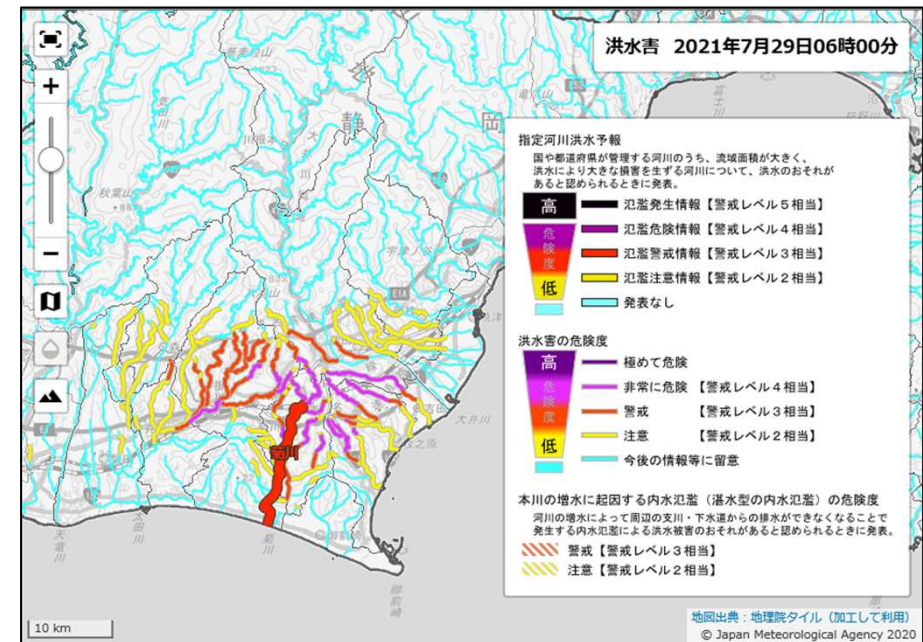 洪水害 2021年7月29日06時00分
指定河川洪水予報
国や都道府県が管理する河川のうち、流域面積が大きく、
洪水により大きな損害を生ずる河川について、洪水のおそれが
あると認められるときに発表。
高
危険度
低
氾濫発生情報【警戒レベル5相当】
氾濫危険情報【警戒レベル4相当】
氾濫警戒情報【警戒レベル3相当】
氾濫注意情報【警戒レベル2相当】
発表なし
洪水害の危険度
高
危険度
低
極めて危険
非常に危険【警戒レベル4相当】
警戒 【警戒レベル3相当】
注意 【警戒レベル2相当】
今後の情報等に留意
本川の増水に起因する内水氾濫（湛水型の内水氾濫）の危険度
河川の増水によって周辺の支川・下水道からの排水ができなくなることで
発生する内水氾濫による洪水被害のおそれがあると認められるときに発表。
警戒【警戒レベル3相当】
注意【警戒レベル2相当】
静
岡
秋葉山
E1A
大井川
菊川
天竜川
太田川
菊川
御前崎
10 km
地図出典：地理院タイル（加工して利用）
© Japan Meteorological Agency 2020